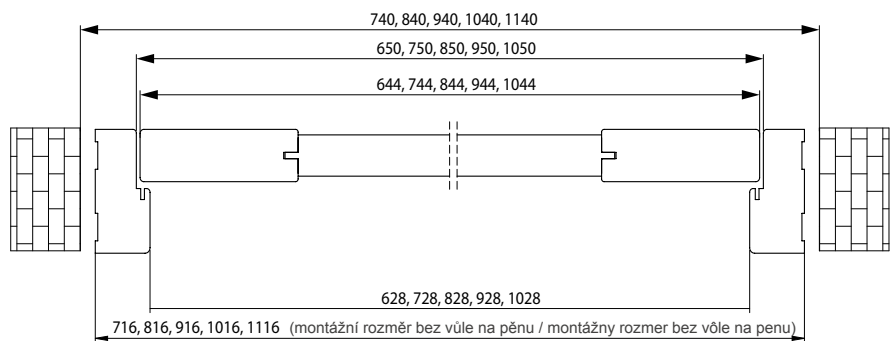 740, 840, 940, 1040, 1140
650, 750, 850, 950, 1050
644, 744, 844, 944, 1044
628, 728, 828, 928, 1028
716, 816, 916, 1016, 1116 (montážní rozměr bez vůle na pěnu / montážny rozmer bez vôle na penu)